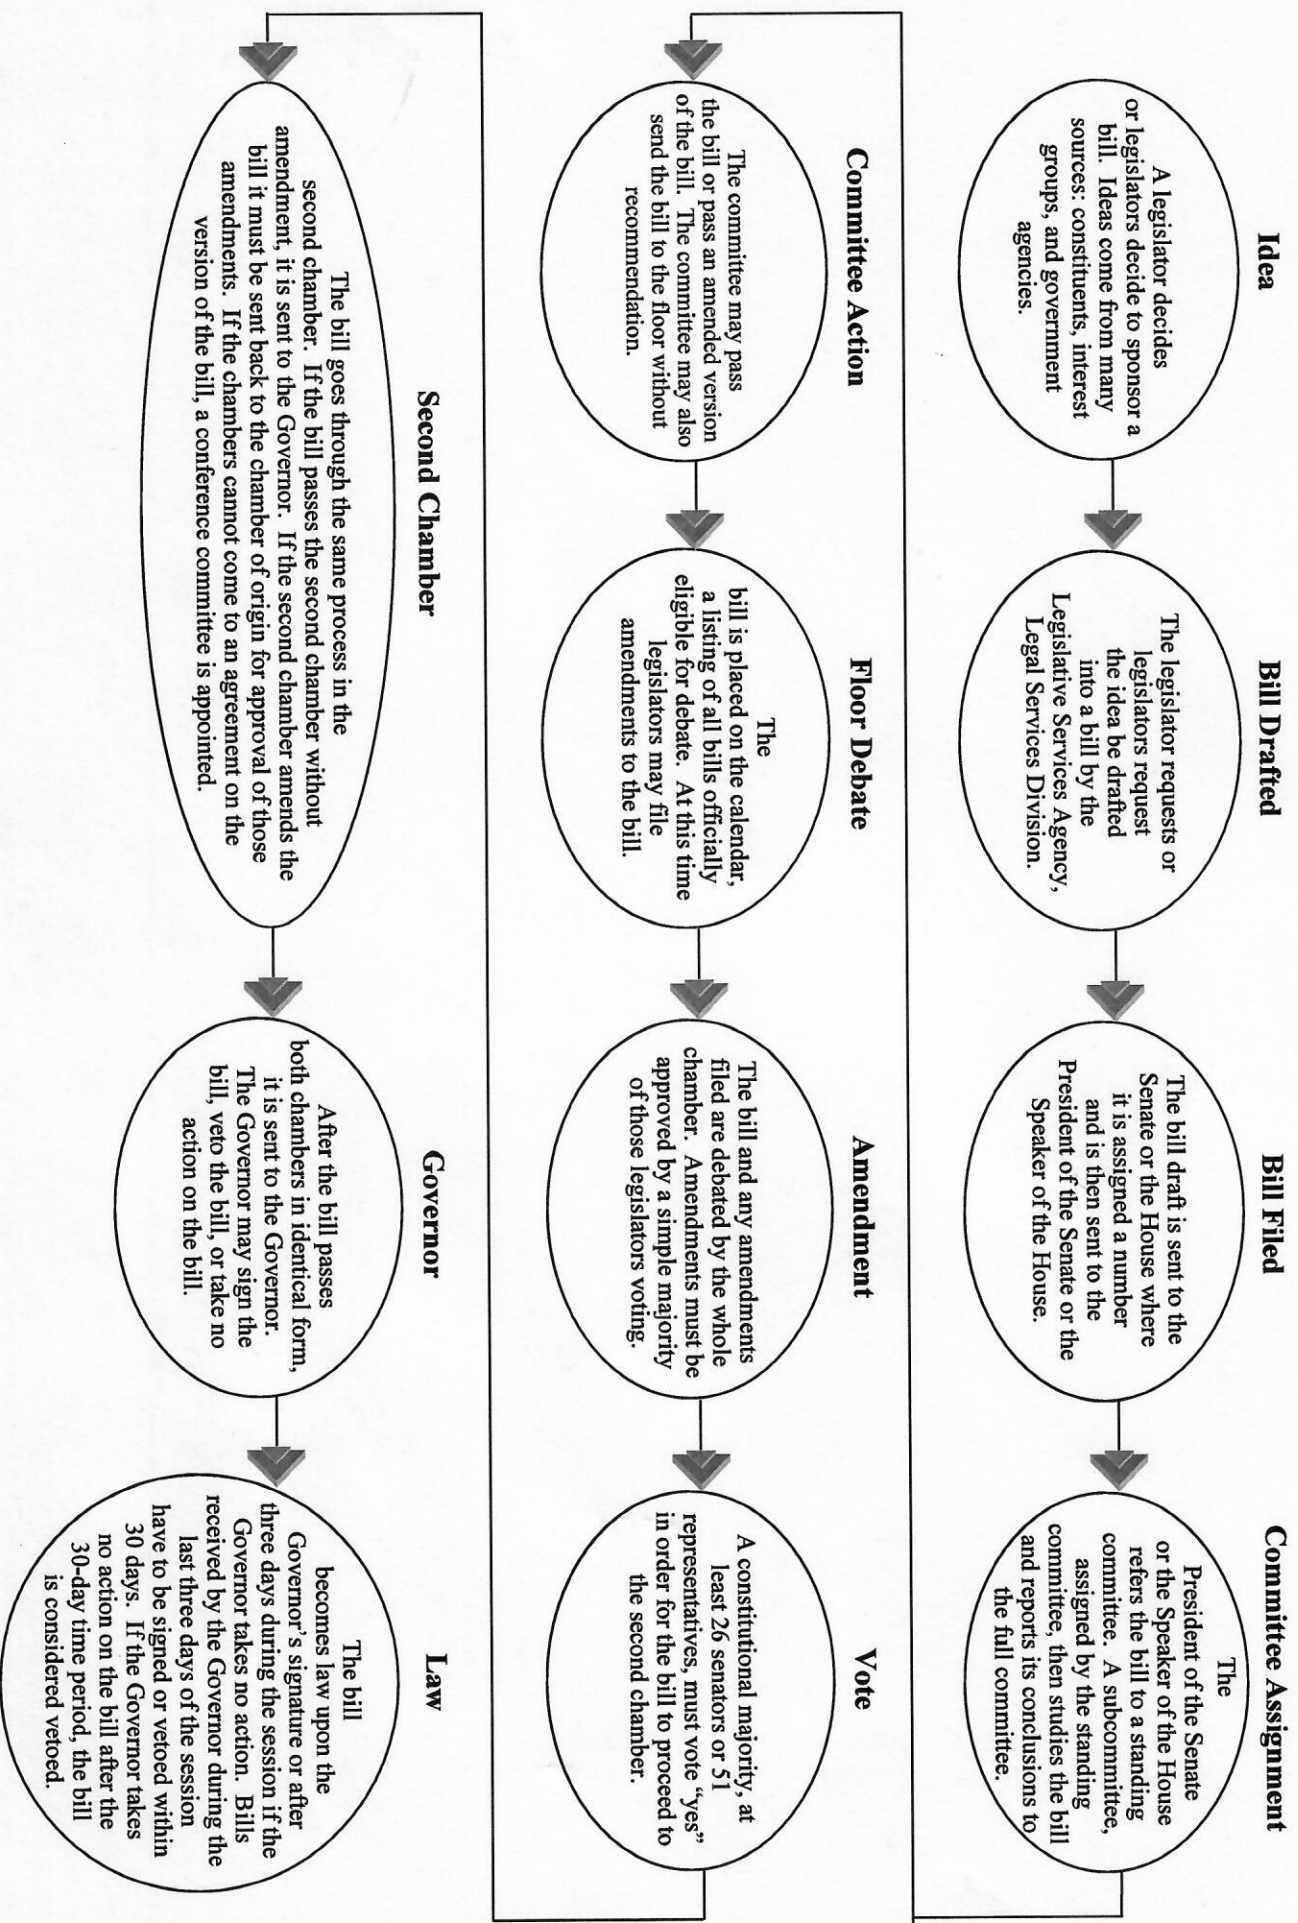 Idea
A legislator decides
or legislators decide to sponsor a
bill. Ideas come from many
sources: constituents, interest
groups, and government
agencies.
Bill Drafted
The legislator requests or
legislators request
the idea be drafted
into a bill by the
Legislative Services Agency,
Legal Services Division.
Bill Filed
The bill draft is sent to the
Senate or the House where
it is assigned a number
and is then sent to the
President of the Senate or the
Speaker of the House.
Committee Assignment
The
President of the Senate
or the Speaker of the House
refers the bill to a standing
committee. A subcommittee,
assigned by the standing
committee, then studies the bill
and reports its conclusions to
the full committee.
Committee Action
The committee may pass
the bill or pass an amended version
of the bill. The committee may also
send the bill to the floor without
recommendation.
Floor Debate
The
bill is placed on the calendar,
a listing of all bills officially
eligible for debate. At this time
legislators may file
amendments to the bill.
Amendment
The bill and any amendments
filed are debated by the whole
chamber. Amendments must be
approved by a simple majority
of those legislators voting.
Vote
A constitutional majority, at
least 26 senators or 51
representatives, must vote “yes”
in order for the bill to proceed to
the second chamber.
Second Chamber
The bill goes through the same process in the
second chamber. If the bill passes the second chamber without
amendment, it is sent to the Governor. If the second chamber amends the
bill it must be sent back to the chamber of origin for approval of those
amendments. If the chambers cannot come to an agreement on the
version of the bill, a conference committee is appointed.
Governor
After the bill passes
both chambers in identical form,
it is sent to the Governor.
The Governor may sign the
bill, veto the bill, or take no
action on the bill.
Law
The bill
becomes law upon the
Governor’s signature or after
three days during the session if the
Governor takes no action. Bills
received by the Governor during the
last three days of the session
have to be signed or vetoed within
30 days. If the Governor takes
no action on the bill after the
30-day time period, the bill
is considered vetoed.